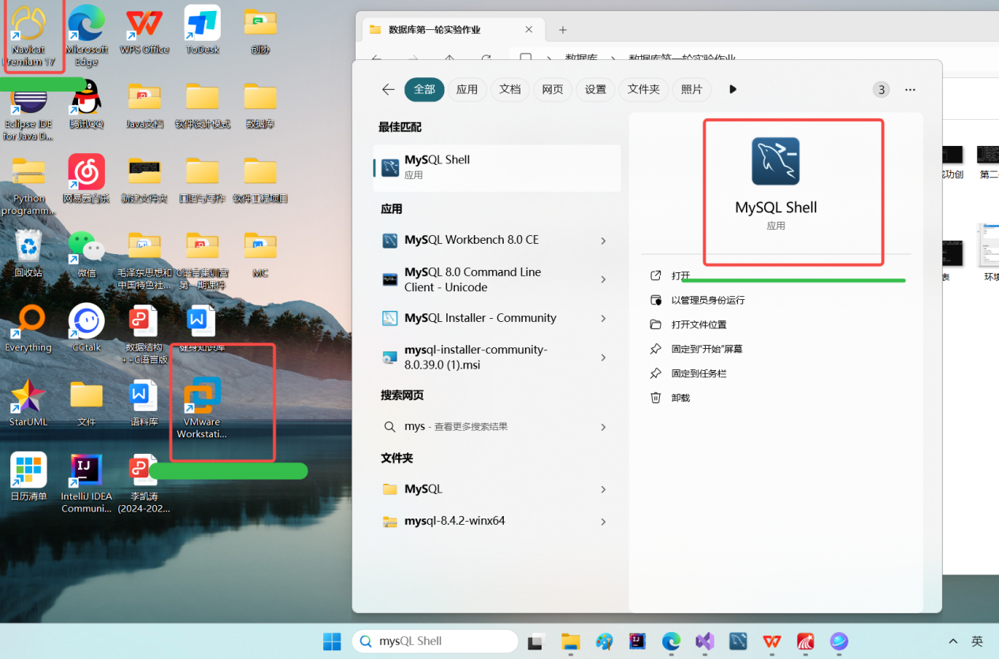 Navicat
Premium 17
Microsoft
Edge
WPS Office
ToDesk
创协
Eclipse IDE
for Java D...
腾讯QQ
Java文档
软件设计模式
数据库
Python
programm...
网易云音乐
新建文件夹
口语与写作
软件工程项目
回收站
微信
毛泽东思想和
中国特色社...
C语言集训营
第一期课件
MC
Everything
CCtalk
数据结构
++C语言版
健身知识库
StarUML
文件
语料库
VMware
Workstati...
日历清单
IntelliJ IDEA
Communi...
李凯涛
(2024-202...
数据库第一轮实验作业
数据库
数据库第一轮实验作业
全部
应用
文档
网页
设置
文件夹
照片
3
最佳匹配
MySQL Shell
应用
应用
MySQL Workbench 8.0 CE
MySQL 8.0 Command Line
Client - Unicode
MySQL Installer - Community
mysql-installer-community-
8.0.39.0 (1).msi
搜索网页
mys - 查看更多搜索结果
文件夹
MySQL
mysql-8.4.2-winx64
MySQL Shell
应用
打开
以管理员身份运行
打开文件位置
固定到"开始"屏幕
固定到任务栏
卸载
功创
第二
表
环境
mysQL Shell
英